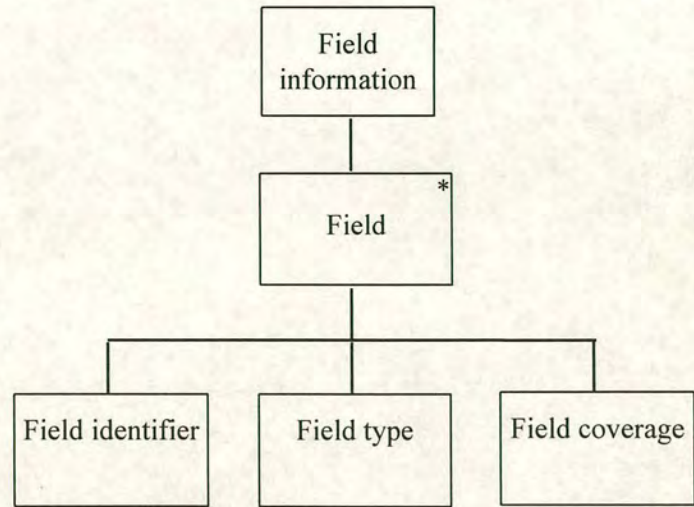 Field
information
*
Field
Field identifier
Field type
Field coverage